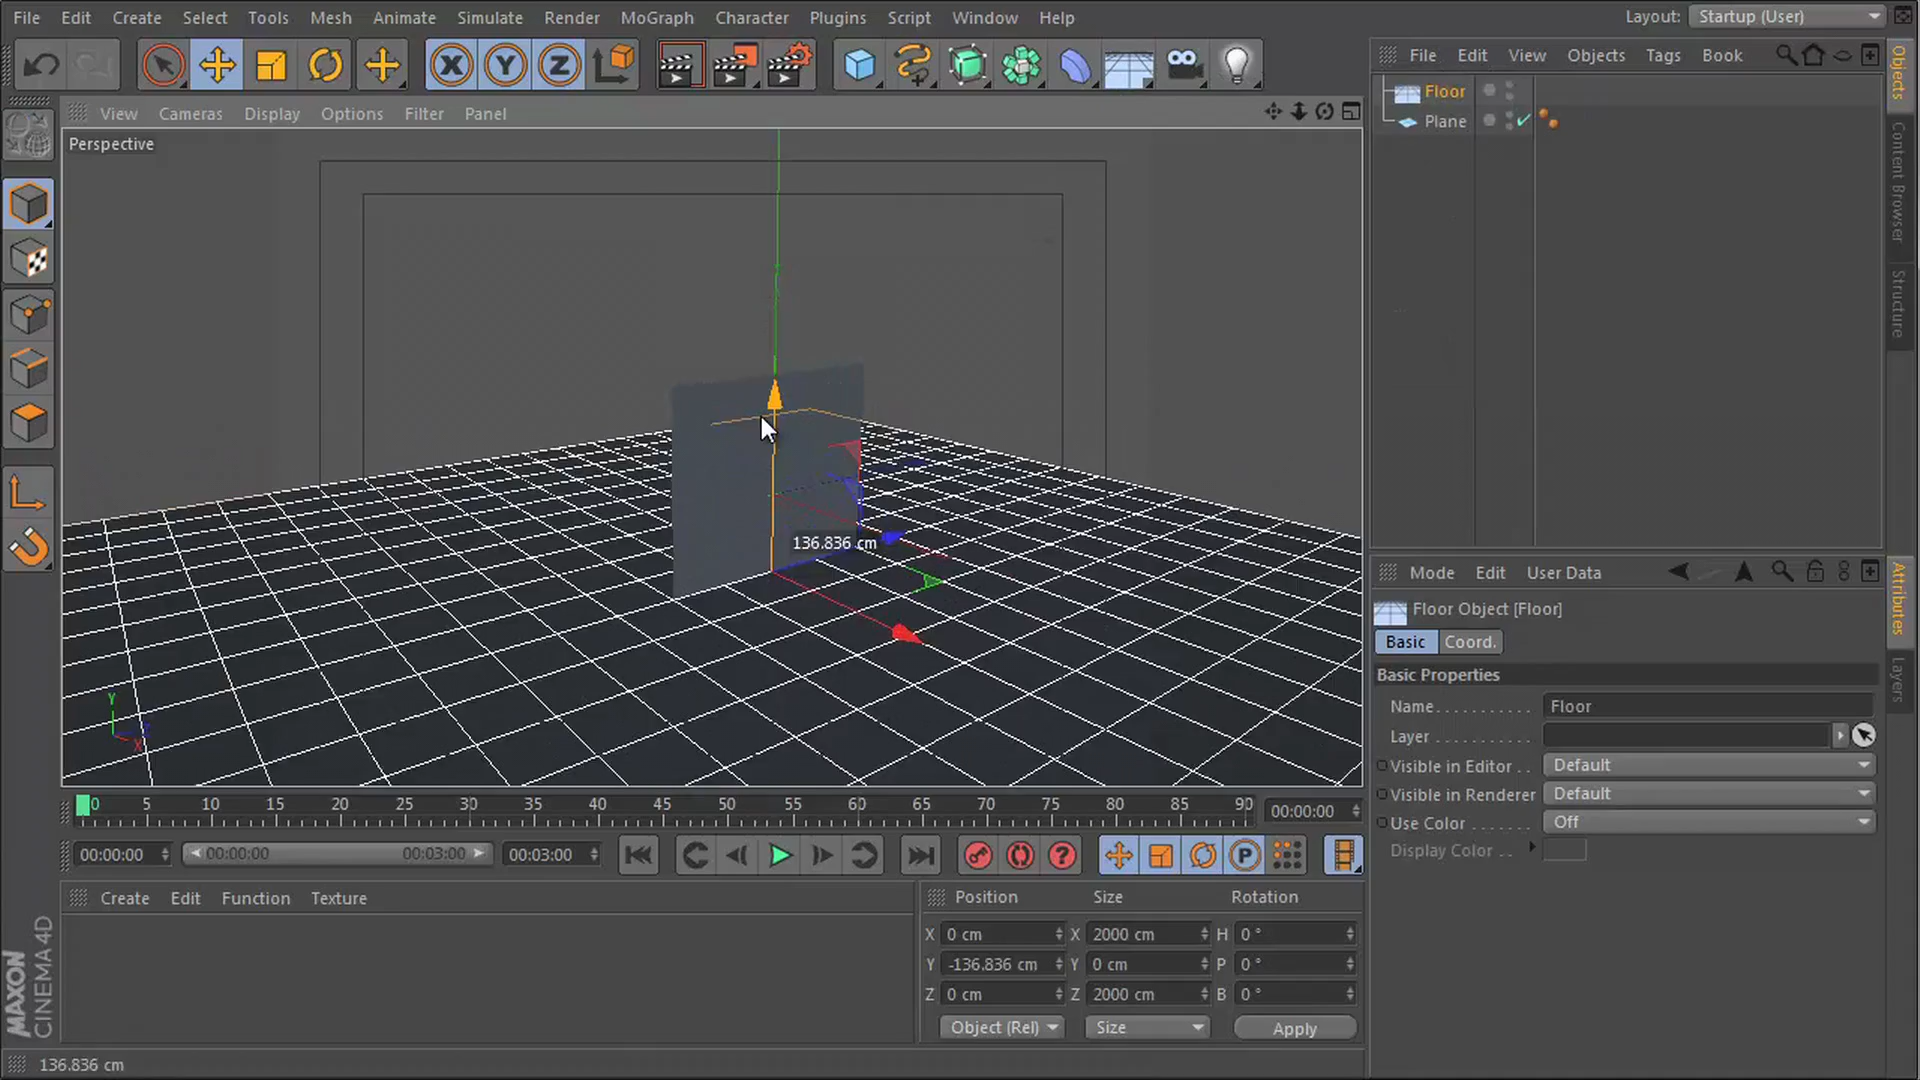 File Edit Create Select Tools Mesh Animate Simulate Render MoGraph Character Plugins Script Window Help
Layout: Startup (User)
X Y Z
File Edit View Objects Tags Book
Objects
Content Browser
Structure
Floor
Plane
View Cameras Display Options Filter Panel
Perspective
136.836 cm
Y
X
Mode Edit User Data
Attributes
Layers
Floor Object [Floor]
Basic Coord.
Basic Properties
Name Floor
Layer
Visible in Editor Default
Visible in Renderer Default
Use Color Off
Display Color
0 5 10 15 20 25 30 35 40 45 50 55 60 65 70 75 80 85 90 00:00:00
00:00:00 00:00:00 00:03:00 00:03:00
P
Create Edit Function Texture
Position Size Rotation
X 0 cm X 2000 cm H 0 °
Y -136.836 cm Y 0 cm P 0 °
Z 0 cm Z 2000 cm B 0 °
Object (Rel) Size Apply
MAXON
CINEMA 4D
136.836 cm